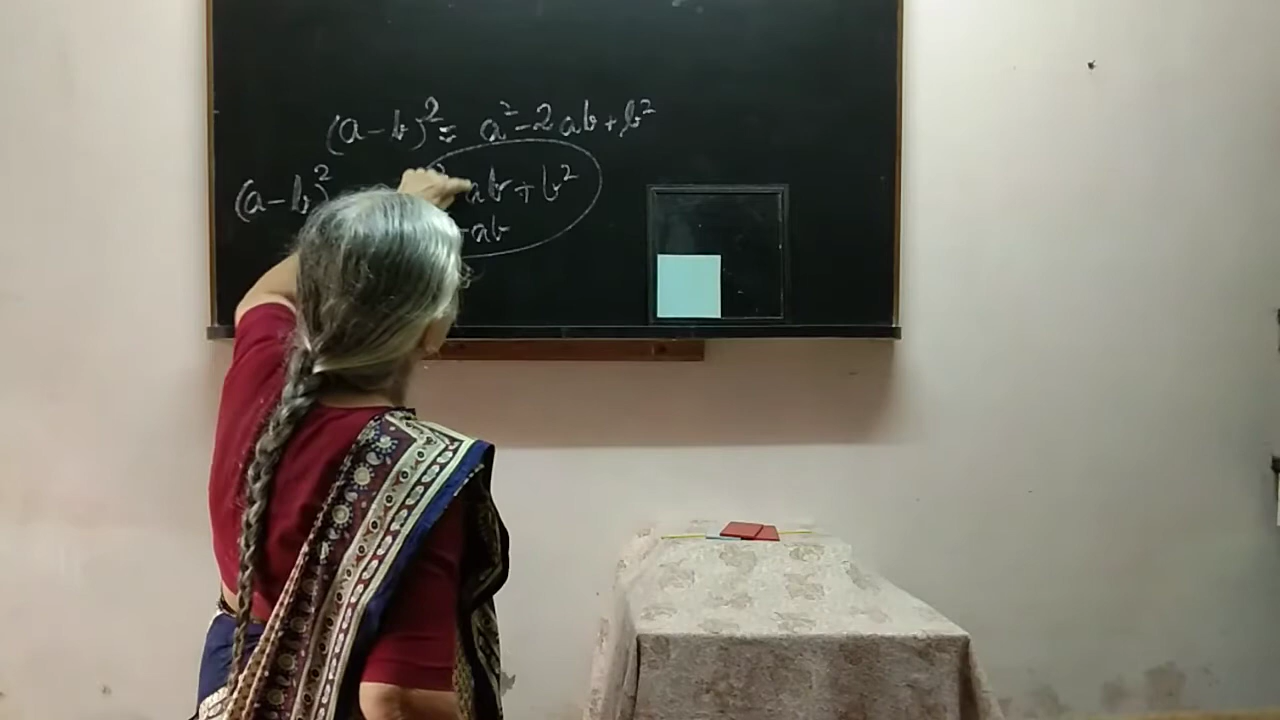 (a-b)² = a²-2ab+b²
(a-b)² ab+b²
-ab